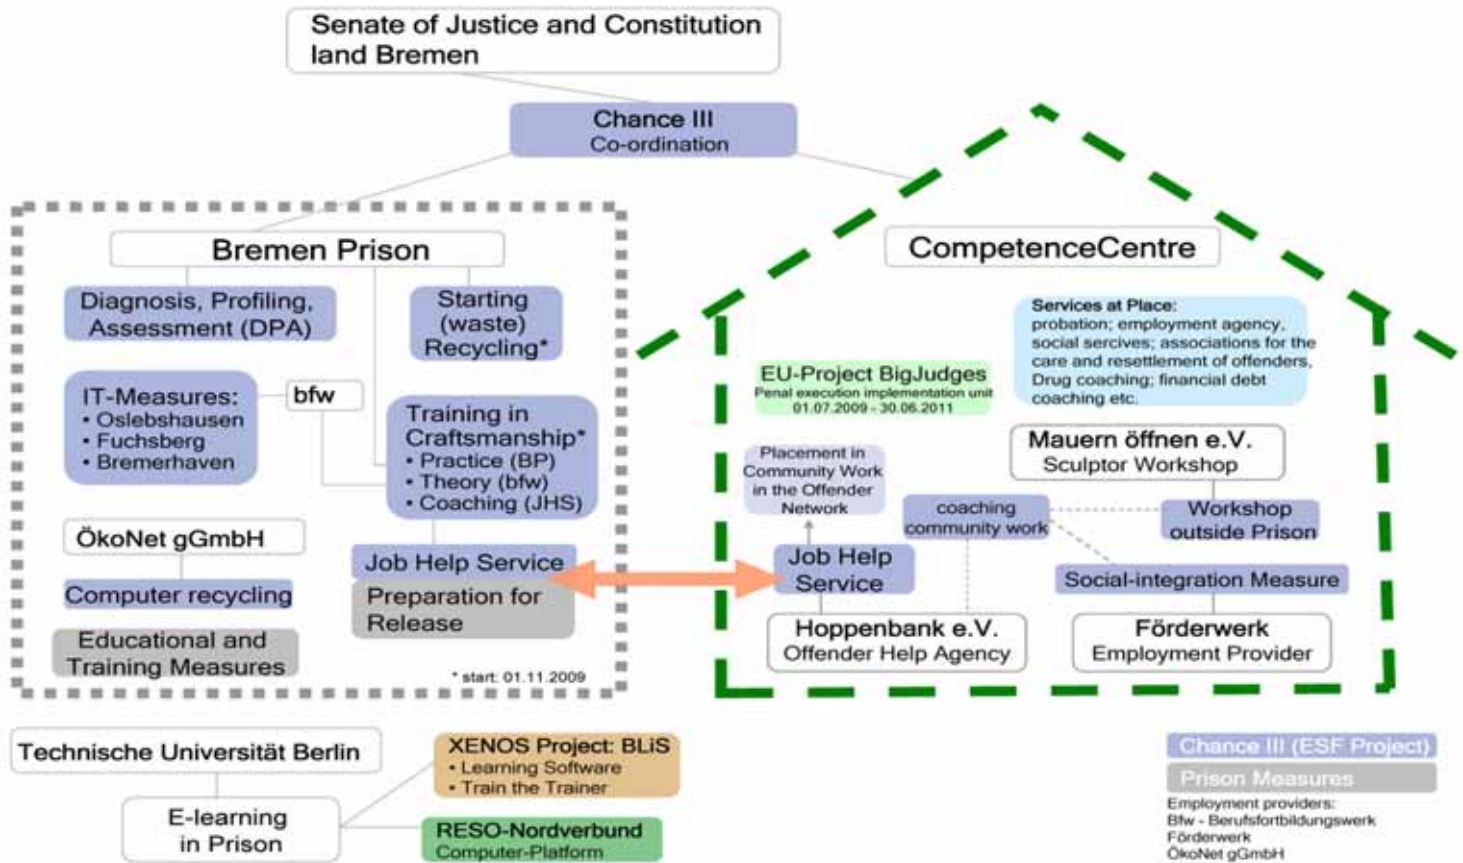 Senate of Justice and Constitution
land Bremen
Chance III
Co-ordination
Bremen Prison
Diagnosis, Profiling,
Assessment (DPA)
Starting
(waste)
Recycling*
IT-Measures:
• Oslebshausen
• Fuchsberg
• Bremerhaven
bfw
Training in
Craftsmanship*
• Practice (BP)
• Theory (bfw)
• Coaching (JHS)
ÖkoNet gGmbH
Computer recycling
Educational and
Training Measures
Job Help Service
Preparation for
Release
* start: 01.11.2009
CompetenceCentre
Services at Place:
probation; employment agency,
social sercives; associations for the
care and resettlement of offenders,
Drug coaching; financial debt
coaching etc.
EU-Project BigJudges
Penal execution implementation unit
01.07.2009 - 30.06.2011
Mauern öffnen e.V.
Sculptor Workshop
Placement in
Community Work
in the Offender
Network
coaching
community work
Workshop
outside Prison
Job Help
Service
Social-integration Measure
Hoppenbank e.V.
Offender Help Agency
Förderwerk
Employment Provider
Technische Universität Berlin
E-learning
in Prison
XENOS Project: BLiS
• Learning Software
• Train the Trainer
RESO-Nordverbund
Computer-Platform
Chance III (ESF Project)
Prison Measures
Employment providers:
Bfw - Berufsfortbildungswerk
Förderwerk
ÖkoNet gGmbH